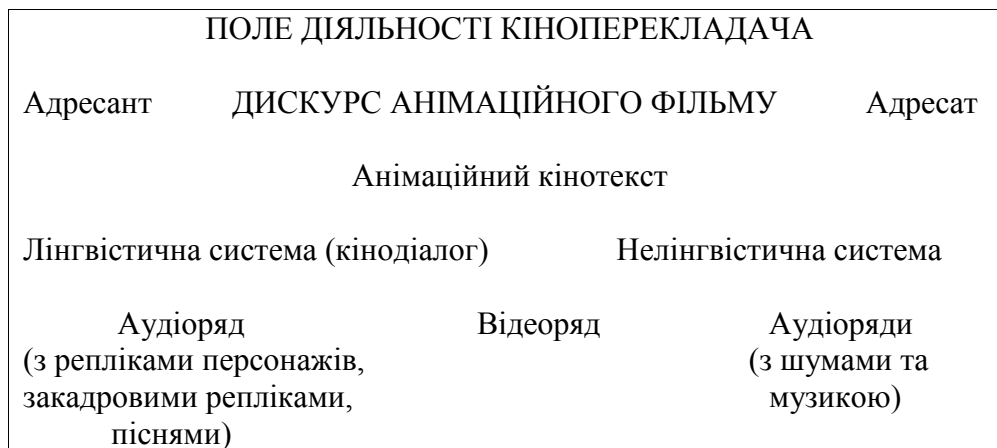 ПОЛЕ ДІЯЛЬНОСТІ КІНОПЕРЕКЛАДАЧА
Адресант ДИСКУРС АНІМАЦІЙНОГО ФІЛЬМУ Адресат
Анімаційний кінотекст
Лінгвістична система (кінодіалог) Нелінгвістична система
Аудіоряд Відеоряд Аудіоряди
(з репліками персонажів, (з шумами та
закадровими репліками, музикою)
піснями)